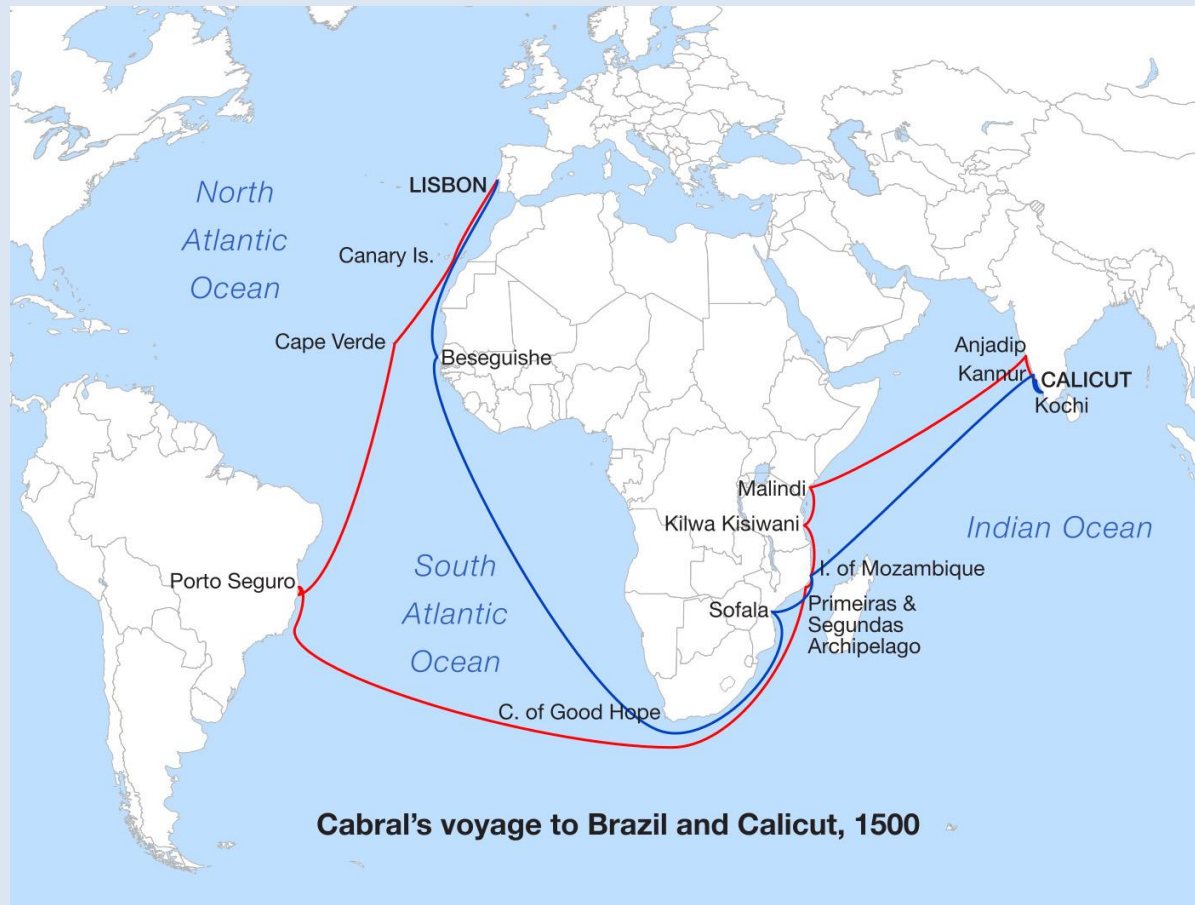 North
Atlantic
Ocean
LISBON
Canary Is.
Cape Verde
Beseguishe
Anjadip
Kannur
CALICUT
Kochi
Malindi
Kilwa Kisiwani
Indian Ocean
South
Atlantic
Ocean
Porto Seguro
I. of Mozambique
Sofala
Primeiras &
Segundas
Archipelago
C. of Good Hope
Cabral’s voyage to Brazil and Calicut, 1500